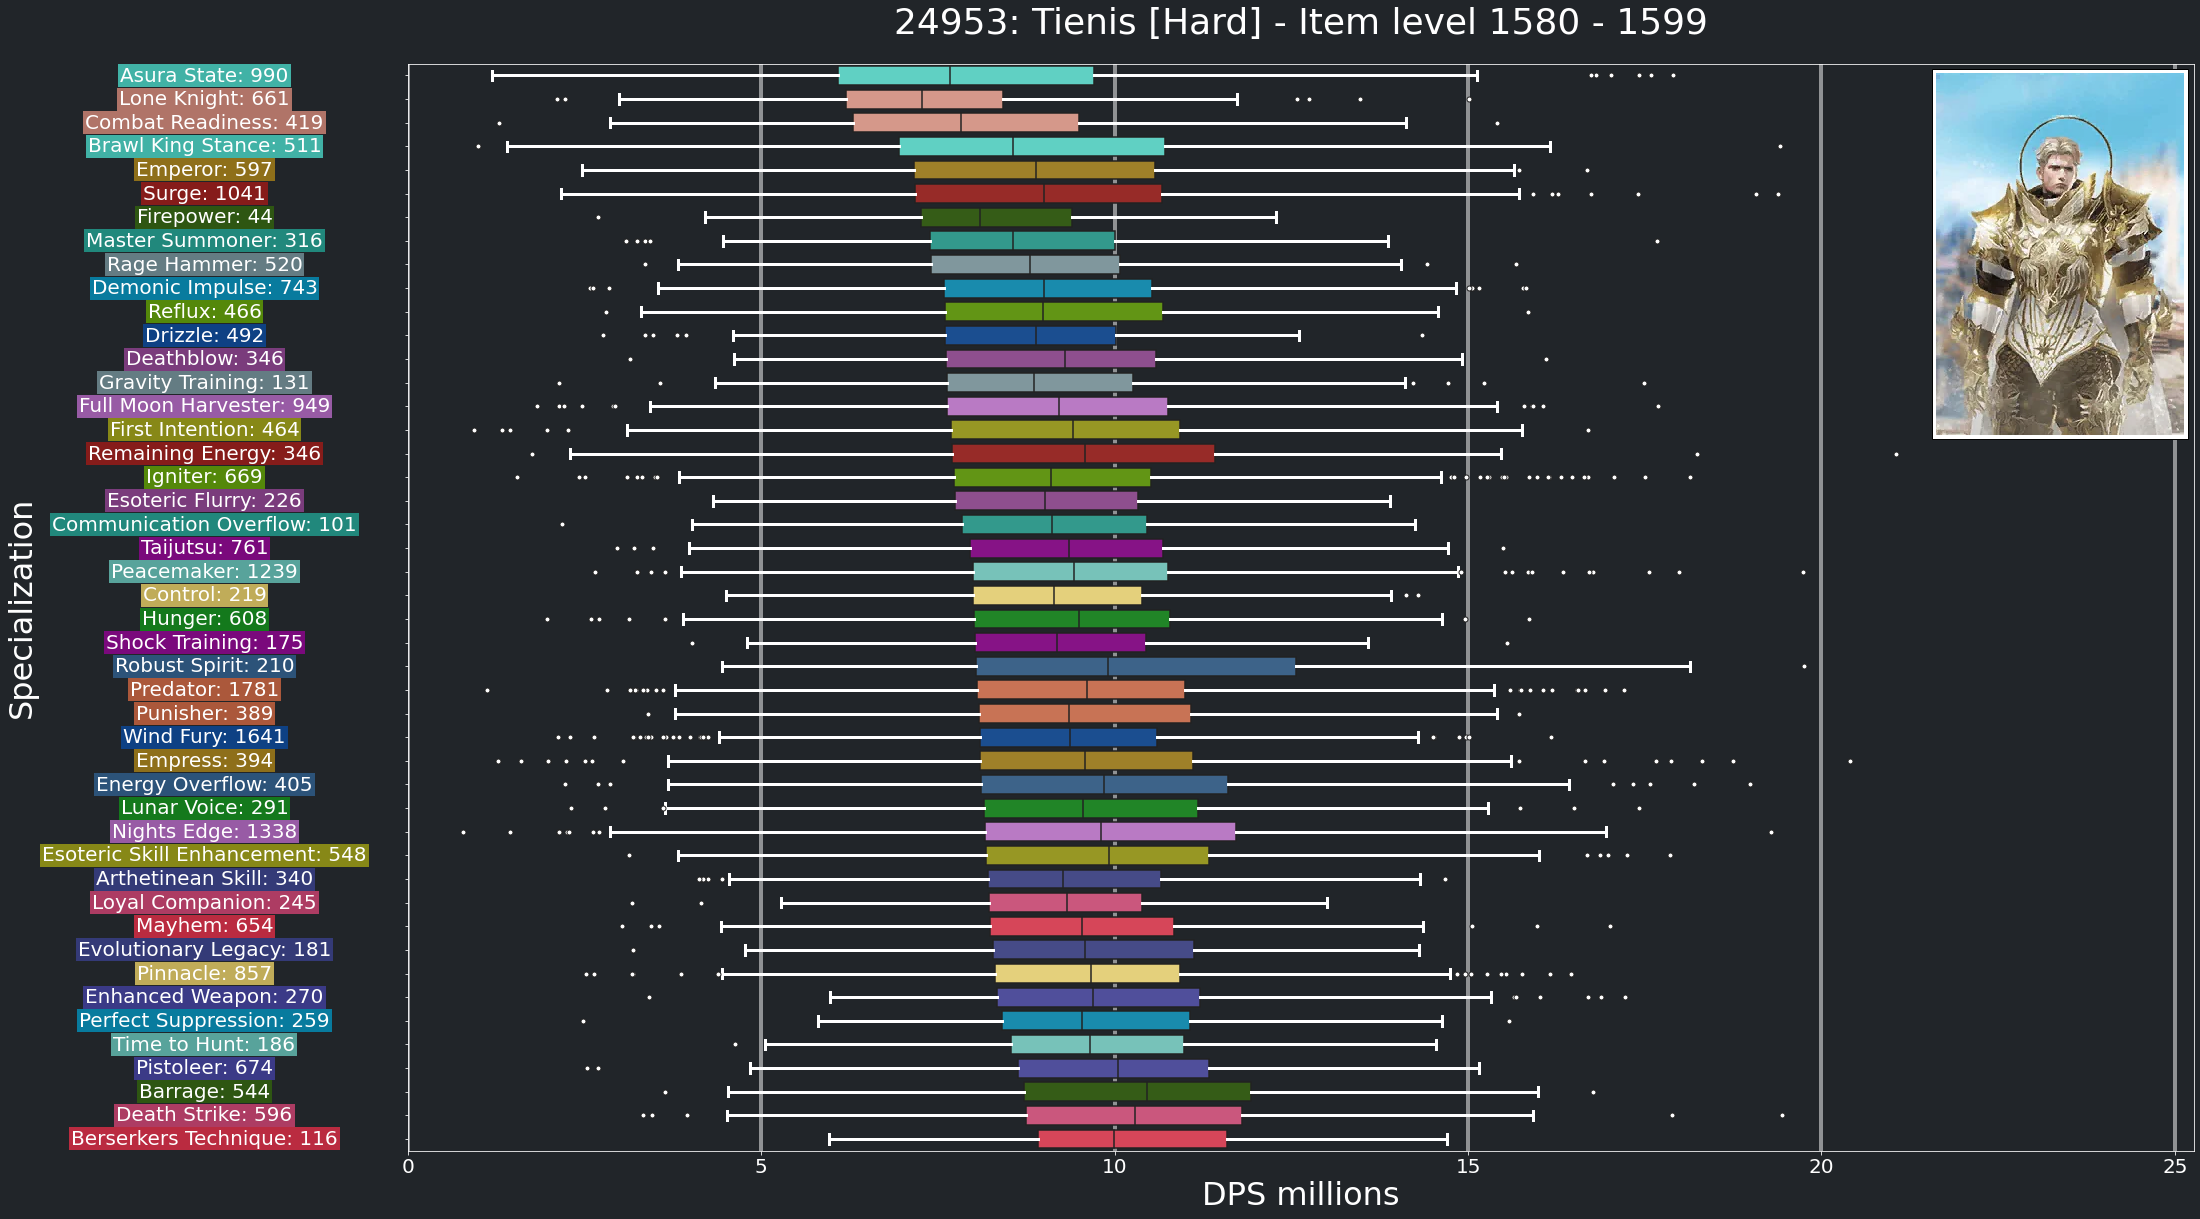 24953: Tienis [Hard] - Item level 1580 - 1599
Specialization
Asura State: 990
Lone Knight: 661
Combat Readiness: 419
Brawl King Stance: 511
Emperor: 597
Surge: 1041
Firepower: 44
Master Summoner: 316
Rage Hammer: 520
Demonic Impulse: 743
Reflux: 466
Drizzle: 492
Deathblow: 346
Gravity Training: 131
Full Moon Harvester: 949
First Intention: 464
Remaining Energy: 346
Igniter: 669
Esoteric Flurry: 226
Communication Overflow: 101
Taijutsu: 761
Peacemaker: 1239
Control: 219
Hunger: 608
Shock Training: 175
Robust Spirit: 210
Predator: 1781
Punisher: 389
Wind Fury: 1641
Empress: 394
Energy Overflow: 405
Lunar Voice: 291
Nights Edge: 1338
Esoteric Skill Enhancement: 548
Arthetinean Skill: 340
Loyal Companion: 245
Mayhem: 654
Evolutionary Legacy: 181
Pinnacle: 857
Enhanced Weapon: 270
Perfect Suppression: 259
Time to Hunt: 186
Pistoleer: 674
Barrage: 544
Death Strike: 596
Berserkers Technique: 116
0 5 10 15 20 25
DPS millions